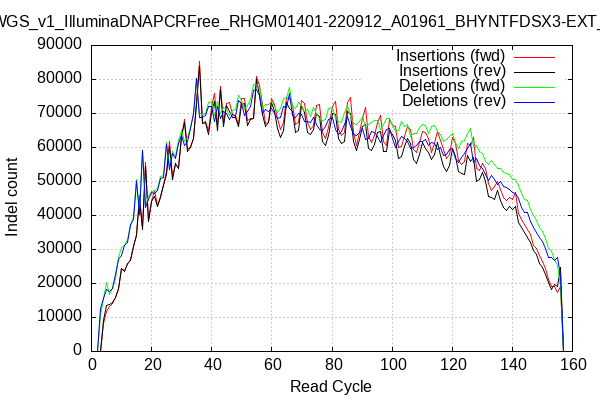 WGS_v1_IlluminaDNAPCRFree_RHGM01401-220912_A01961_BHYNTFDSX3-EXT_
Insertions (fwd)
Insertions (rev)
Deletions (fwd)
Deletions (rev)
90000
80000
70000
60000
50000
40000
30000
20000
10000
0
Indel count
0 20 40 60 80 100 120 140 160
Read Cycle